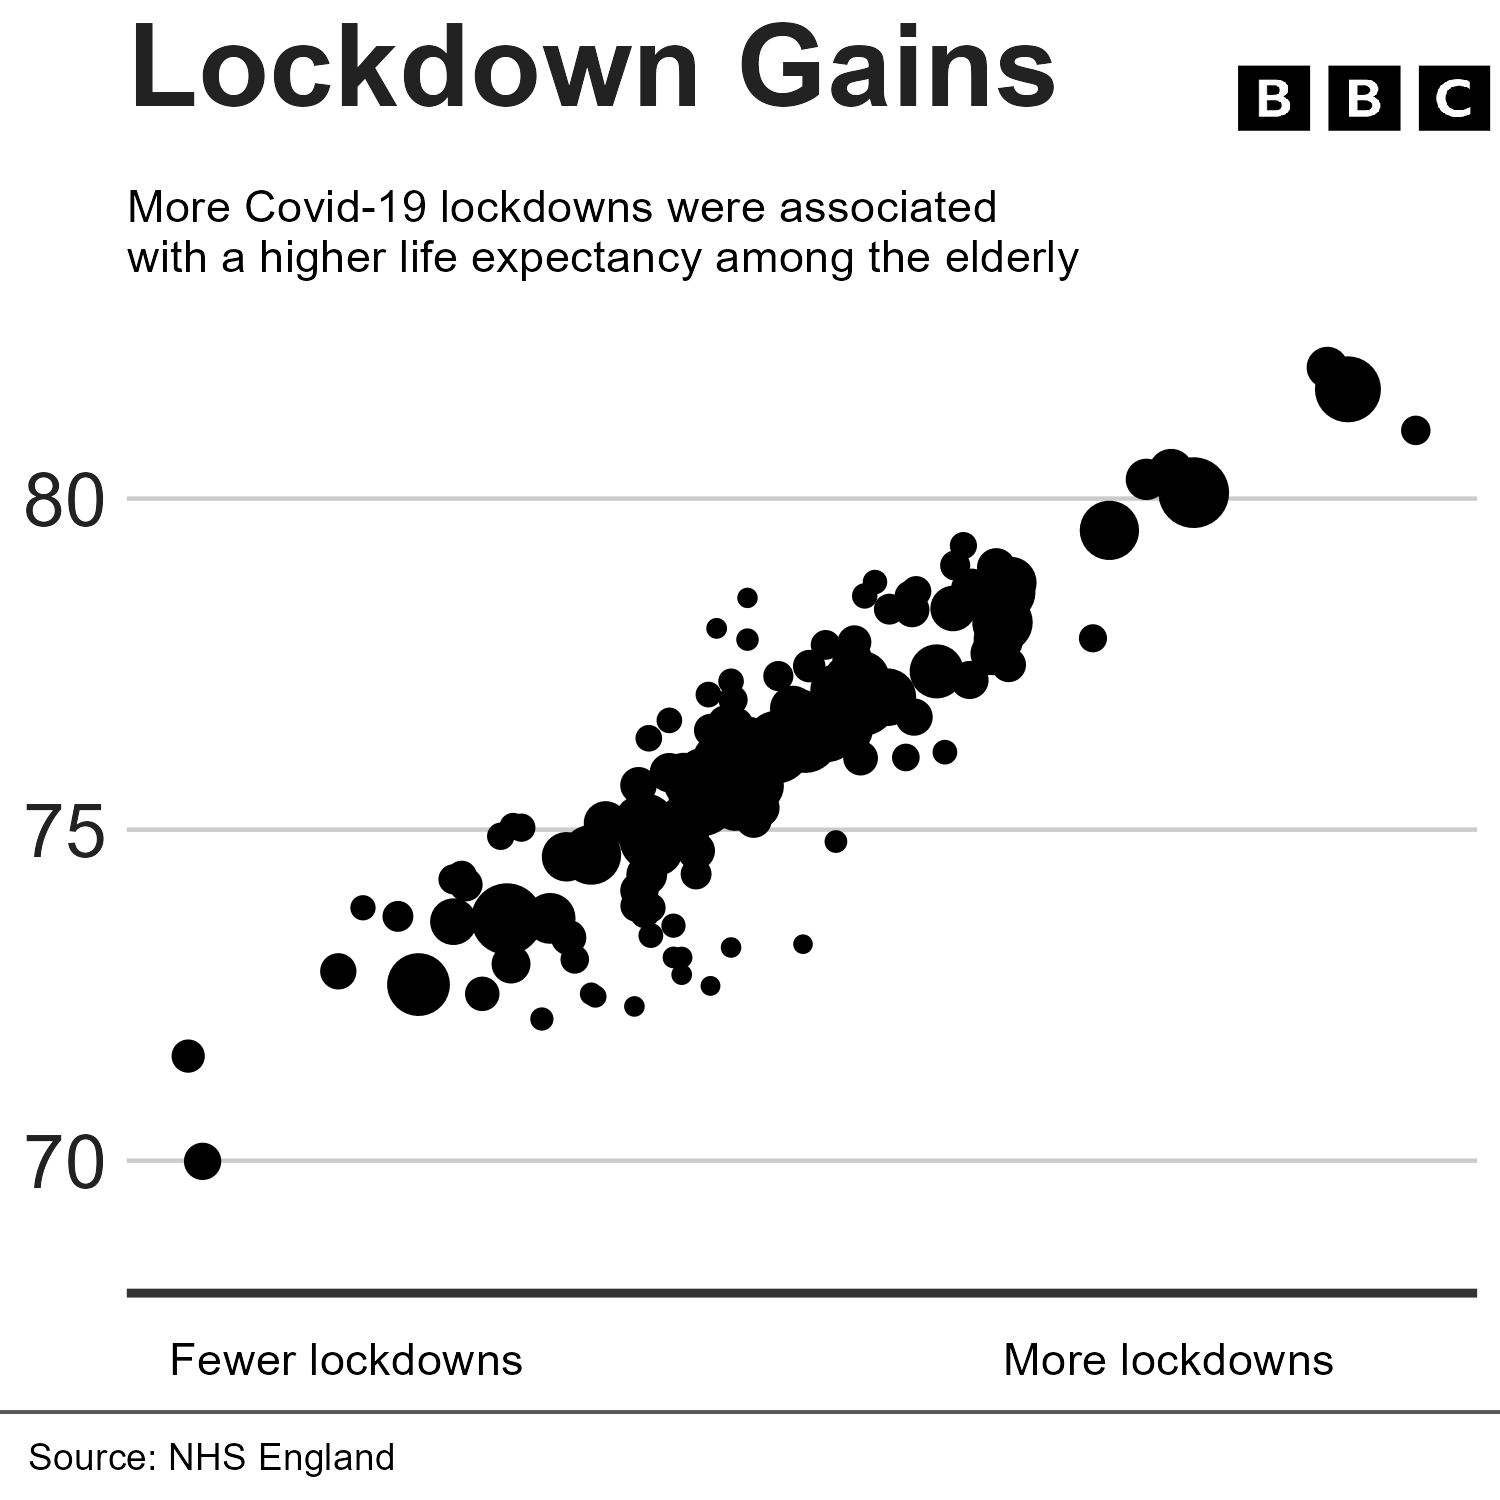 Lockdown Gains
BBC
More Covid-19 lockdowns were associated
with a higher life expectancy among the elderly
80
75
70
Fewer lockdowns
More lockdowns
Source: NHS England